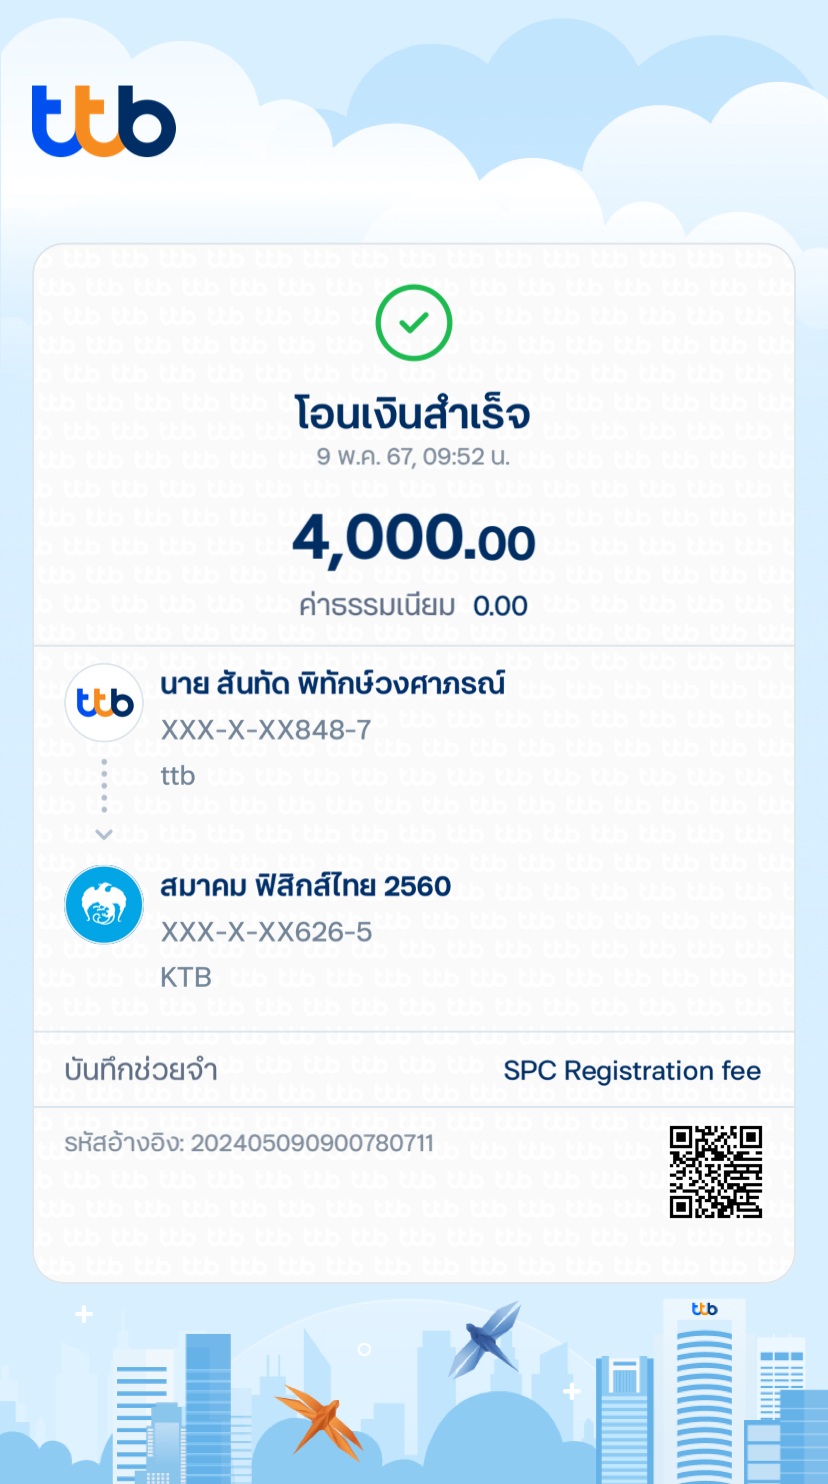 ttb
โอนเงินสำเร็จ
9 พ.ค. 67, 09:52 น.
4,000.00
ค่าธรรมเนียม 0.00
ttb
นาย สันทัด พิทักษ์วงศาภรณ์
XXX-X-XX848-7
ttb
สมาคม ฟิสิกส์ไทย 2560
XXX-X-XX626-5
KTB
บันทึกช่วยจำ SPC Registration fee
รหัสอ้างอิง: 202405090900780711
ttb